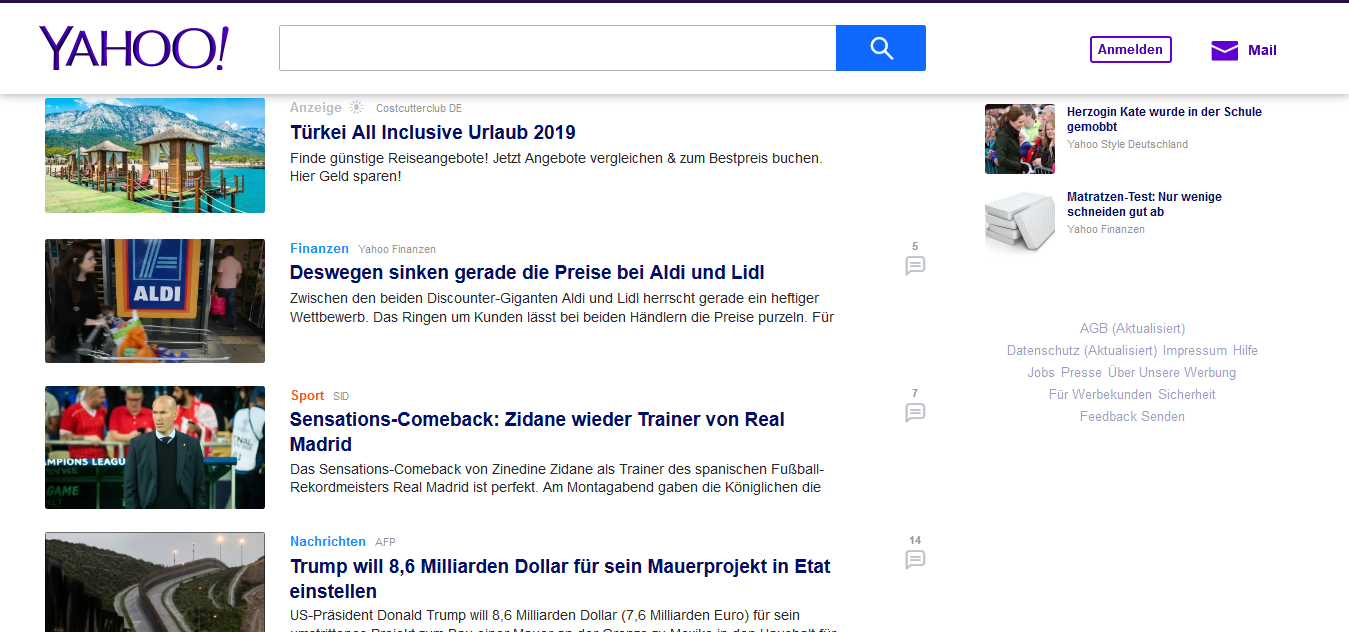 YAHOO!
Anmelden
Mail
Anzeige Costcutterclub DE
Türkei All Inclusive Urlaub 2019
Finde günstige Reiseangebote! Jetzt Angebote vergleichen & zum Bestpreis buchen.
Hier Geld sparen!
ALDI
Finanzen Yahoo Finanzen
5
Deswegen sinken gerade die Preise bei Aldi und Lidl
Zwischen den beiden Discounter-Giganten Aldi und Lidl herrscht gerade ein heftiger
Wettbewerb. Das Ringen um Kunden lässt bei beiden Händlern die Preise purzeln. Für
MPIONS LEAGU
GAME
Sport SID
7
Sensations-Comeback: Zidane wieder Trainer von Real
Madrid
Das Sensations-Comeback von Zinedine Zidane als Trainer des spanischen Fußball-
Rekordmeisters Real Madrid ist perfekt. Am Montagabend gaben die Königlichen die
Nachrichten AFP
14
Trump will 8,6 Milliarden Dollar für sein Mauerprojekt in Etat
einstellen
US-Präsident Donald Trump will 8,6 Milliarden Dollar (7,6 Milliarden Euro) für sein
Herzogin Kate wurde in der Schule
gemobbt
Yahoo Style Deutschland
Matratzen-Test: Nur wenige
schneiden gut ab
Yahoo Finanzen
AGB (Aktualisiert)
Datenschutz (Aktualisiert) Impressum Hilfe
Jobs Presse Über Unsere Werbung
Für Werbekunden Sicherheit
Feedback Senden